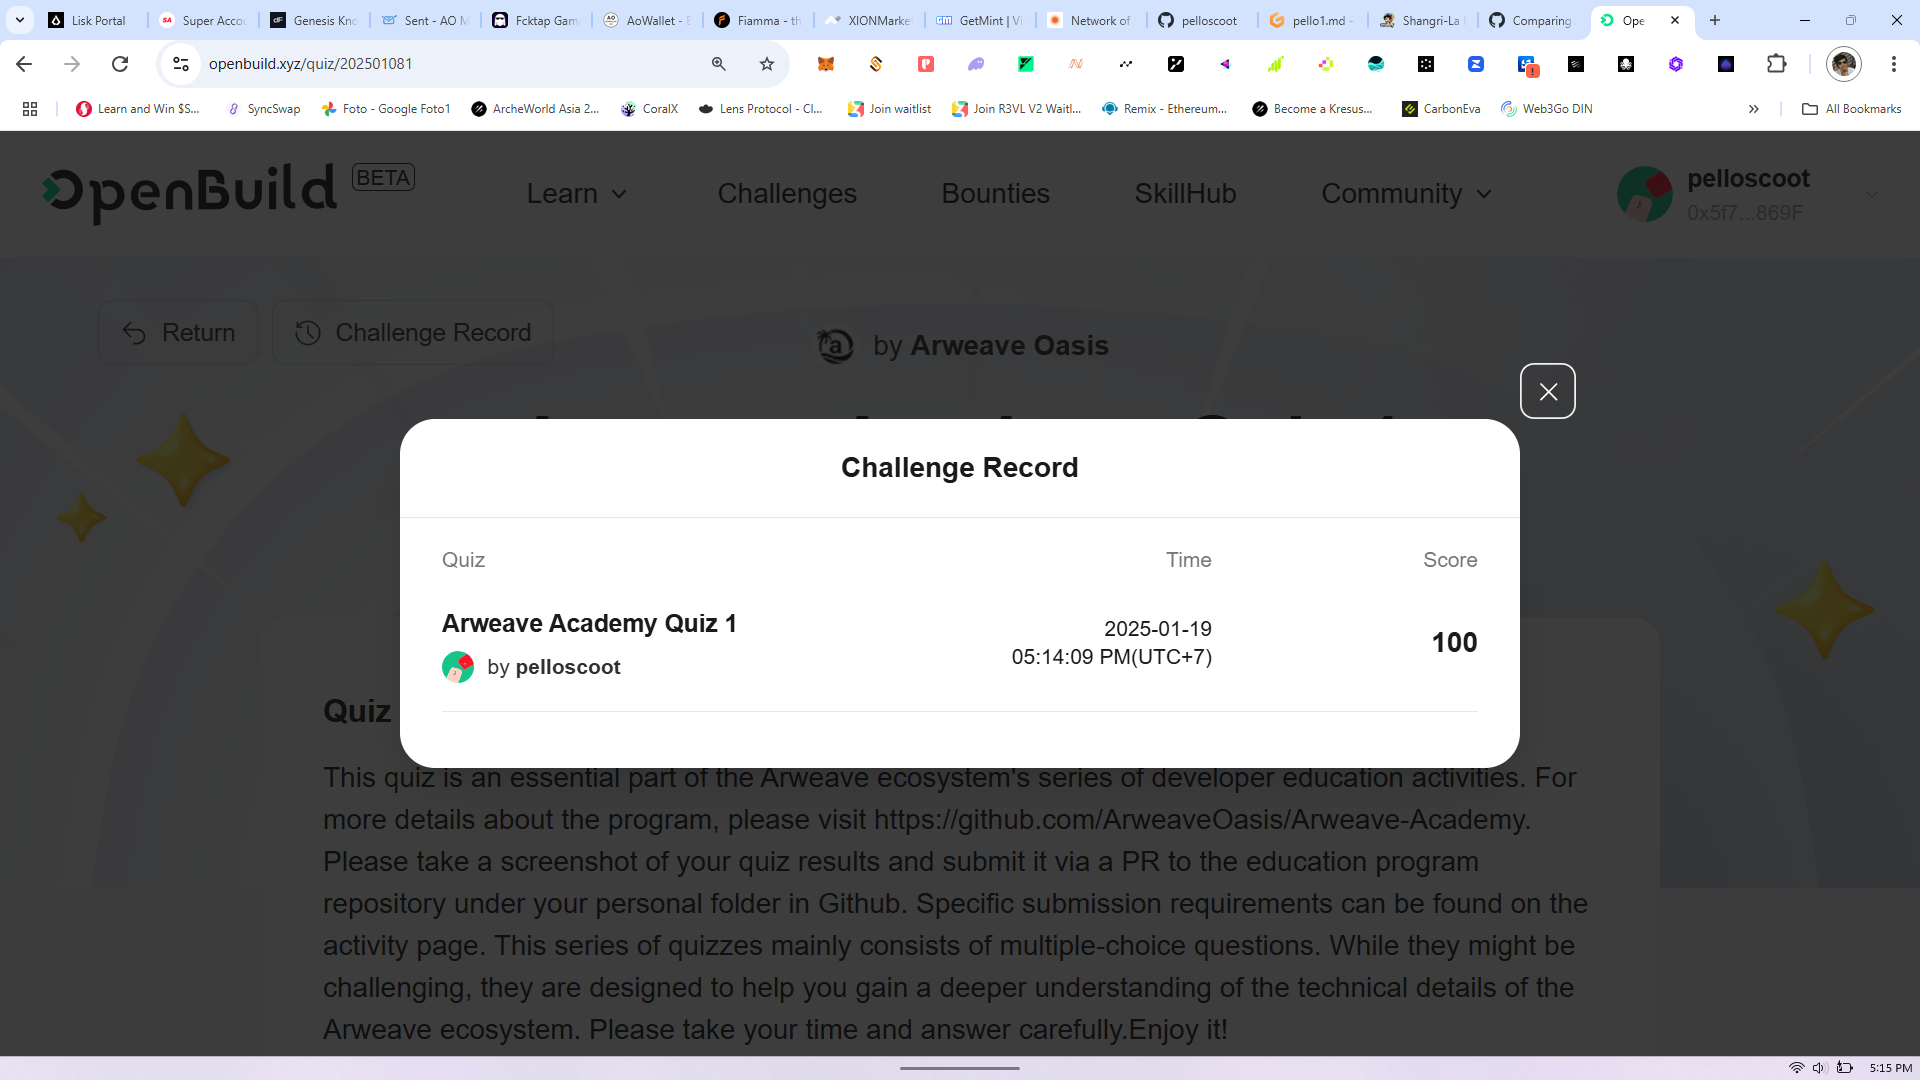 Lisk Portal
Super Accou
Genesis Kno
Sent - AO M
Fcktap Gam
AoWallet - E
Fiamma - th
XIONMarke
GetMint | Vi
Network of
pelloscoot
pello1.md -
Shangri-La
Comparing
Ope
openbuild.xyz/quiz/202501081
Learn and Win $S...
SyncSwap
Foto - Google Foto1
ArcheWorld Asia 2...
CoralX
Lens Protocol - Cl...
Join waitlist
Join R3VL V2 Waitl...
Remix - Ethereum...
Become a Kresus...
CarbonEva
Web3Go DIN
All Bookmarks
OpenBuild BETA
Learn
Challenges
Bounties
SkillHub
Community
pelloscoot
0x5f7...869F
Return
Challenge Record
by Arweave Oasis
Challenge Record
Quiz Time Score
Arweave Academy Quiz 1
by pelloscoot
2025-01-19
05:14:09 PM(UTC+7)
100
Quiz
This quiz is an essential part of the Arweave ecosystem's series of developer education activities. For
more details about the program, please visit https://github.com/ArweaveOasis/Arweave-Academy.
Please take a screenshot of your quiz results and submit it via a PR to the education program
repository under your personal folder in Github. Specific submission requirements can be found on the
activity page. This series of quizzes mainly consists of multiple-choice questions. While they might be
challenging, they are designed to help you gain a deeper understanding of the technical details of the
Arweave ecosystem. Please take your time and answer carefully.Enjoy it!
5:15 PM